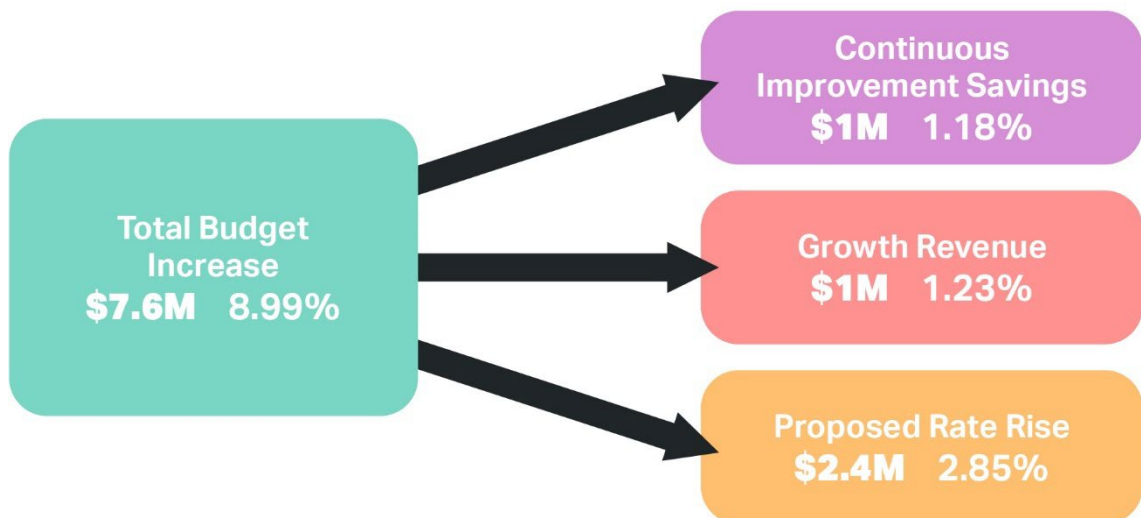 Total Budget
Increase
$7.6M 8.99%
Continuous
Improvement Savings
$1M 1.18%
Growth Revenue
$1M 1.23%
Proposed Rate Rise
$2.4M 2.85%